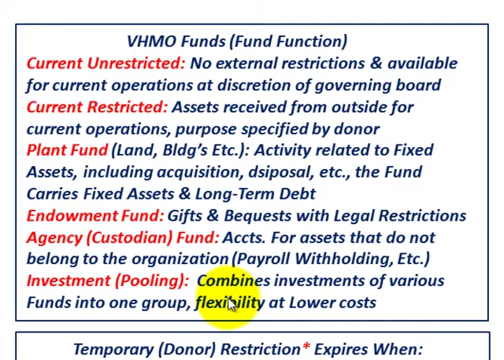 VHMO Funds (Fund Function)
Current Unrestricted: No external restrictions & available
for current operations at discretion of governing board
Current Restricted: Assets received from outside for
current operations, purpose specified by donor
Plant Fund (Land, Bldg's Etc.): Activity related to Fixed
Assets, including acquisition, dsiposal, etc., the Fund
Carries Fixed Assets & Long-Term Debt
Endowment Fund: Gifts & Bequests with Legal Restrictions
Agency (Custodian) Fund: Accts. For assets that do not
belong to the organization (Payroll Withholding, Etc.)
Investment (Pooling): Combines investments of various
Funds into one group, flexibility at Lower costs
Temporary (Donor) Restriction* Expires When: